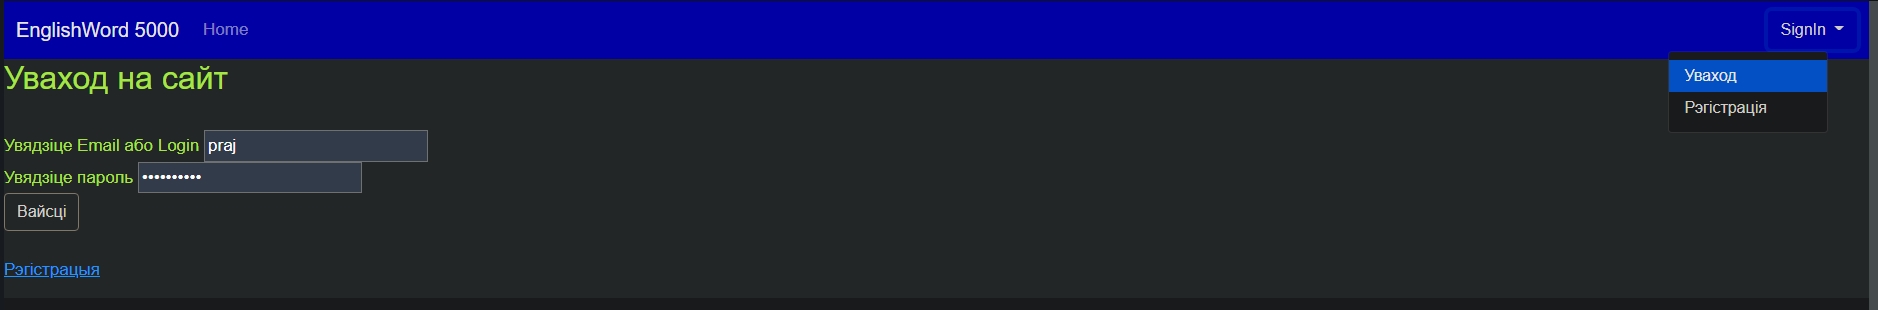 EnglishWord 5000 Home SignIn
Уваход
Рэгістрація
Уваход на сайт
Увядзіце Email або Login praj
Увядзіце пароль ••••••••••
Вайсці
Рэгістрацыя